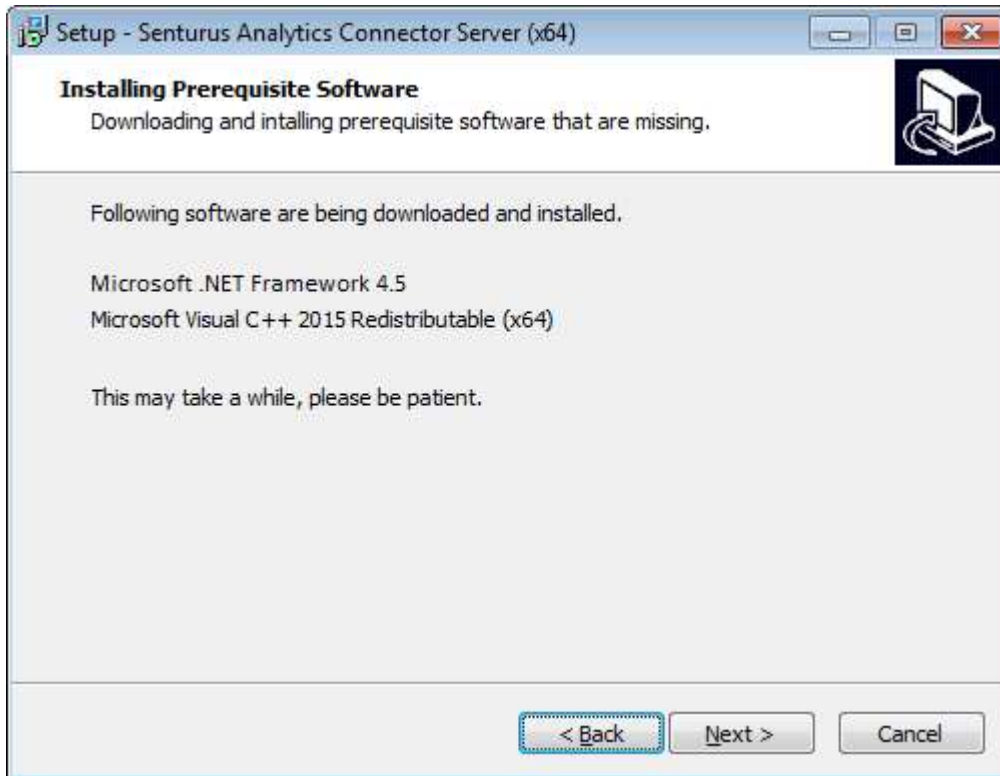 Setup - Senturus Analytics Connector Server (x64)
Installing Prerequisite Software
Downloading and intalling prerequisite software that are missing.
Following software are being downloaded and installed.
Microsoft .NET Framework 4.5
Microsoft Visual C++ 2015 Redistributable (x64)
This may take a while, please be patient.
< Back Next > Cancel